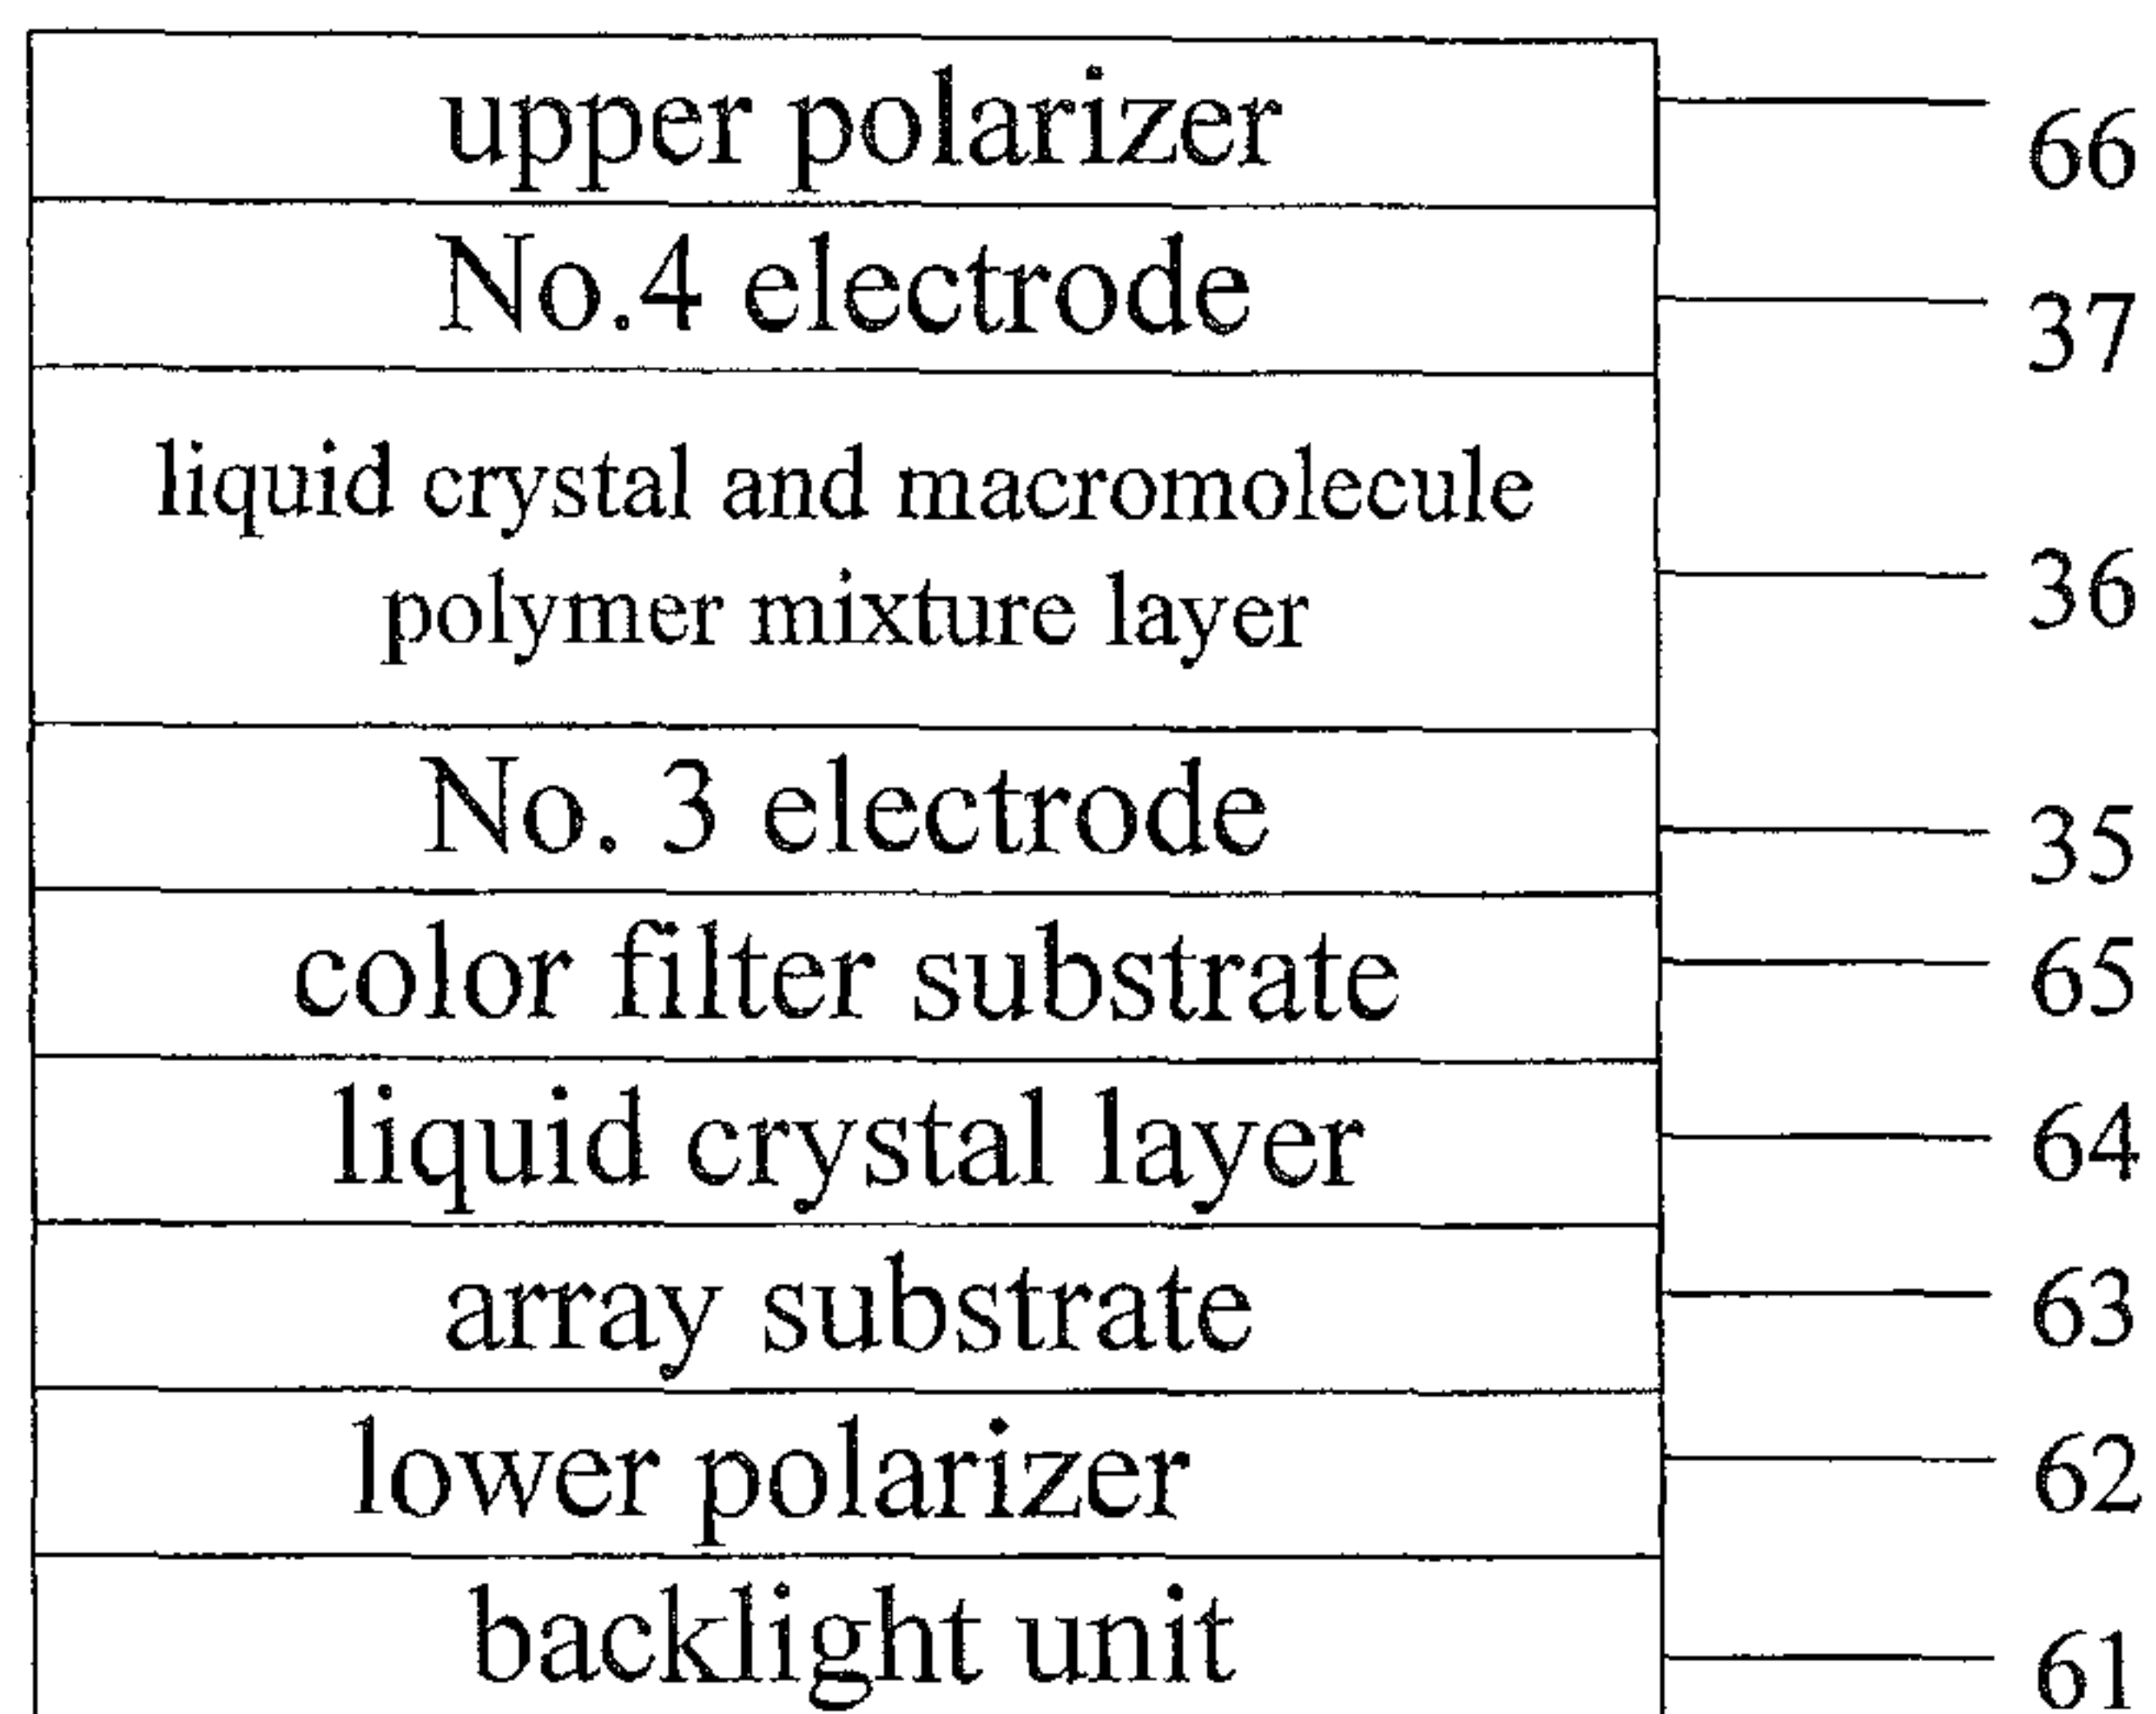 upper polarizer 66
No.4 electrode 37
liquid crystal and macromolecule
polymer mixture layer 36
No. 3 electrode 35
color filter substrate 65
liquid crystal layer 64
array substrate 63
lower polarizer 62
backlight unit 61